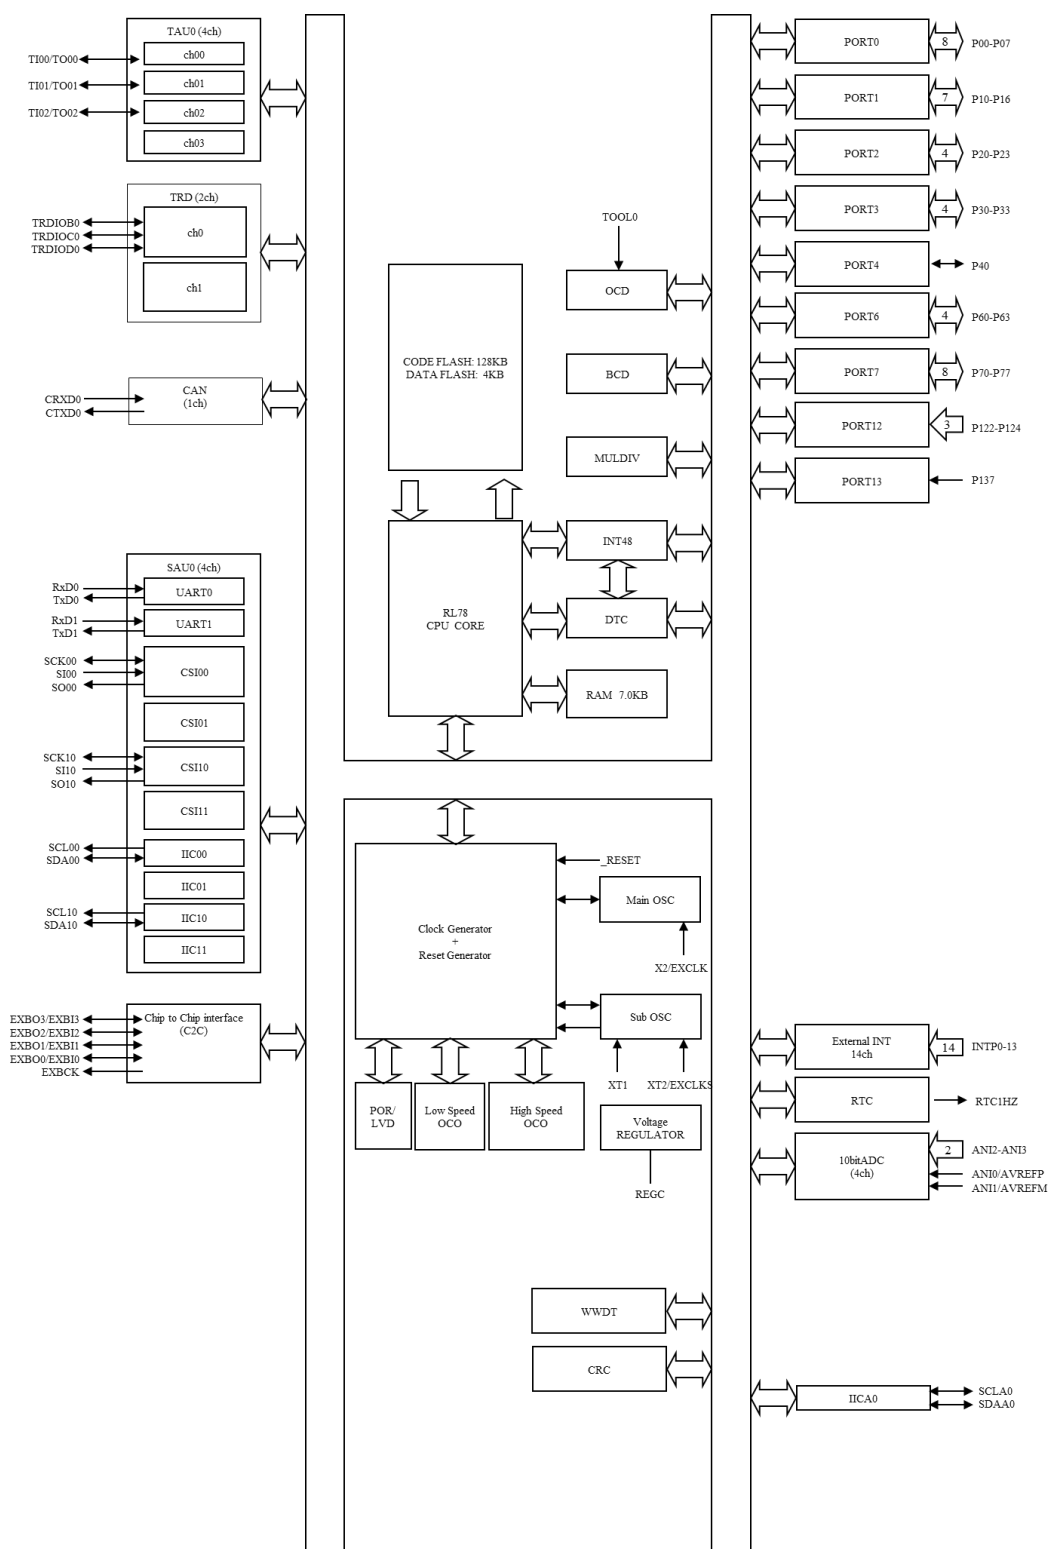 TAU0 (4ch)
ch00
ch01
ch02
ch03
TI00/TO00
TI01/TO01
TI02/TO02
TRD (2ch)
ch0
ch1
TRDIOB0
TRDIOC0
TRDIOD0
CAN
(1ch)
CRXD0
CTXD0
SAU0 (4ch)
UART0
UART1
CSI00
CSI01
CSI10
CSI11
IIC00
IIC01
IIC10
IIC11
RxD0
TxD0
RxD1
TxD1
SCK00
SI00
SO00
SCK10
SI10
SO10
SCL00
SDA00
SCL10
SDA10
Chip to Chip interface
(C2C)
EXBO3/EXBI3
EXBO2/EXBI2
EXBO1/EXBI1
EXBO0/EXBI0
EXBCK
CODE FLASH: 128KB
DATA FLASH: 4KB
RL78
CPU CORE
TOOL0
OCD
BCD
MULDIV
INT48
DTC
RAM 7.0KB
Clock Generator
+
Reset Generator
_RESET
Main OSC
X2/EXCLK
Sub OSC
XT1
XT2/EXCLKS
POR/
LVD
Low Speed
OCO
High Speed
OCO
Voltage
REGULATOR
REGC
WWDT
CRC
PORT0
8
P00-P07
PORT1
7
P10-P16
PORT2
4
P20-P23
PORT3
4
P30-P33
PORT4
P40
PORT6
4
P60-P63
PORT7
8
P70-P77
PORT12
3
P122-P124
PORT13
P137
External INT
14ch
14
INTP0-13
RTC
RTC1HZ
10bitADC
(4ch)
2
ANI2-ANI3
ANI0/AVREFP
ANI1/AVREFM
IICA0
SCLA0
SDAA0